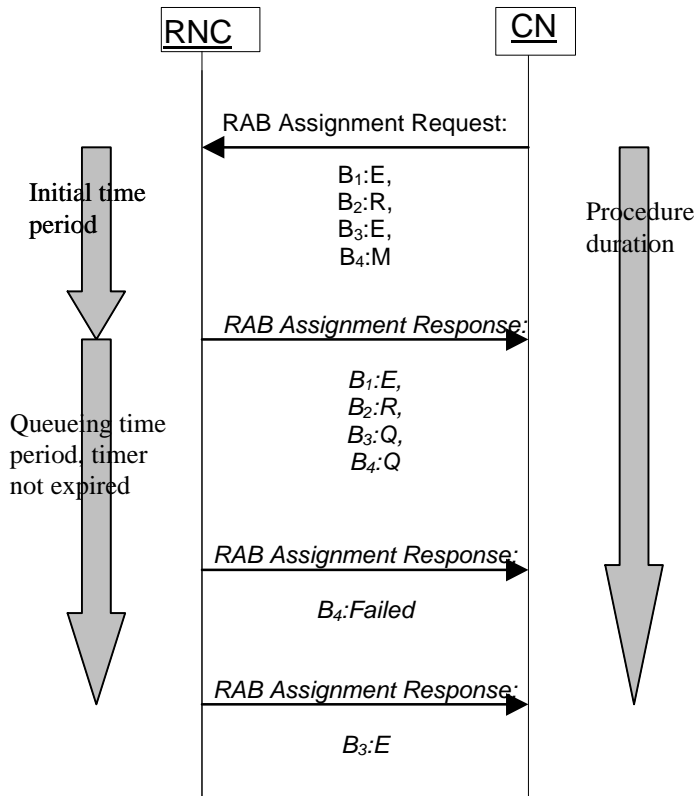 RNC
CN
RAB Assignment Request:
B₁:E,
B₂:R,
B₃:E,
B₄:M
Initial time
period
Procedure
duration
RAB Assignment Response:
B₁:E,
B₂:R,
B₃:Q,
B₄:Q
Queueing time
period, timer
not expired
RAB Assignment Response:
B₄:Failed
RAB Assignment Response:
B₃:E